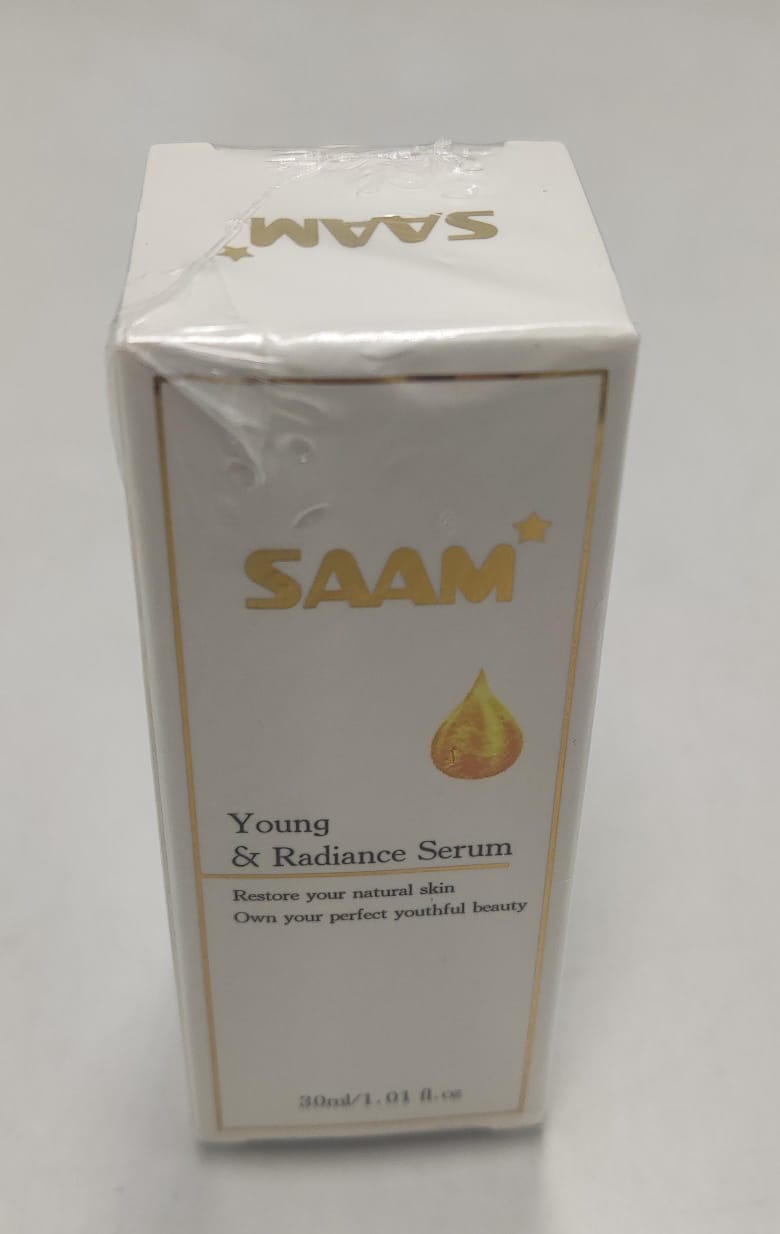 SAAM
SAAM
Young
& Radiance Serum
Restore your natural skin
Own your perfect youthful beauty
30ml/1.01 fl.oz